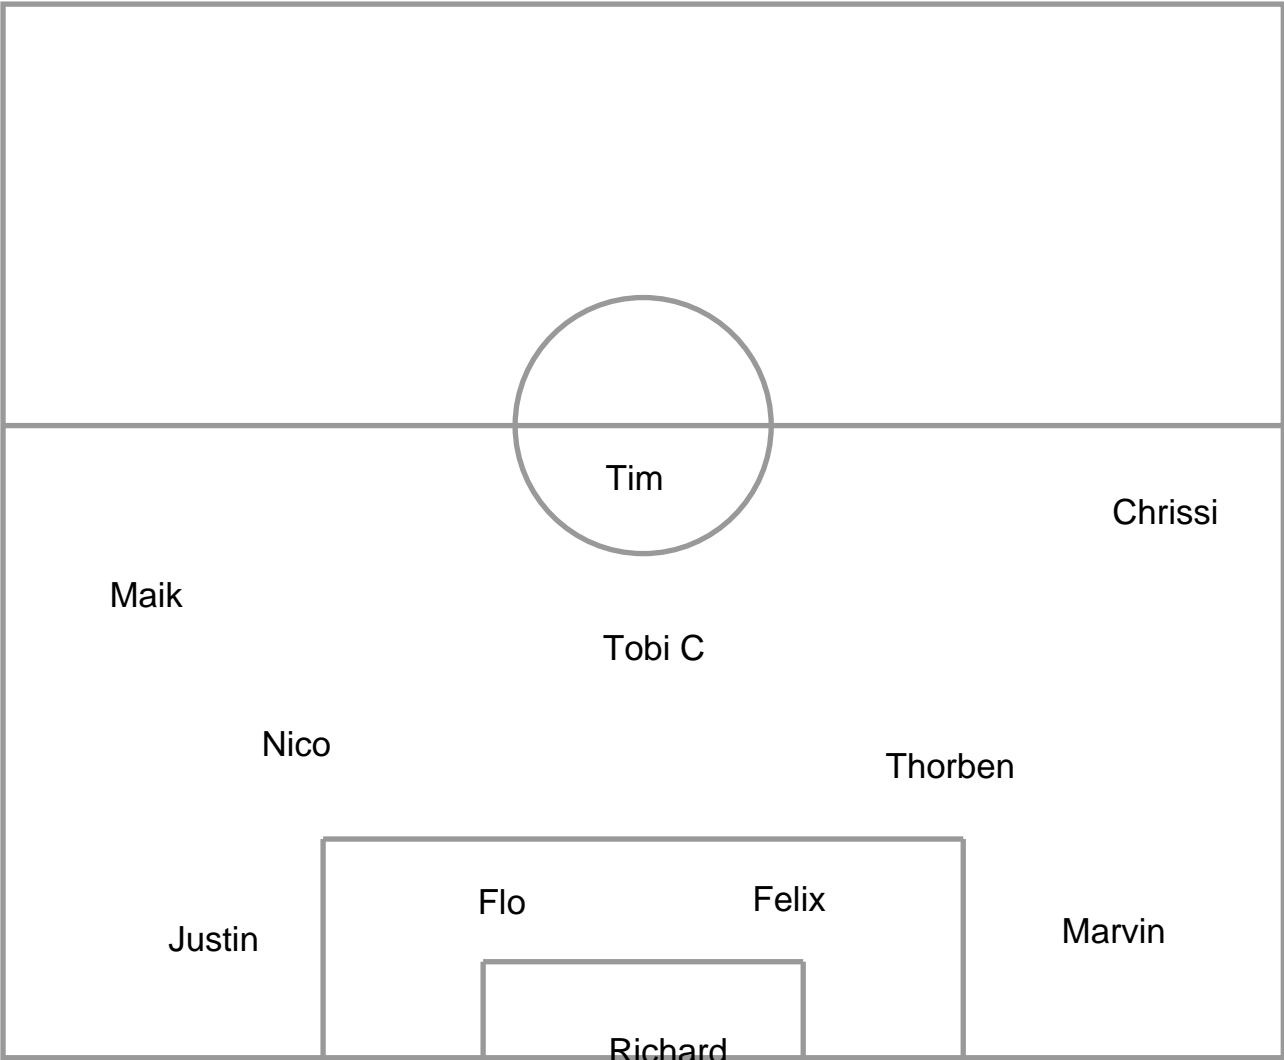 Tim
Chrissi
Maik
Tobi C
Nico
Thorben
Flo
Felix
Justin
Marvin
Richard